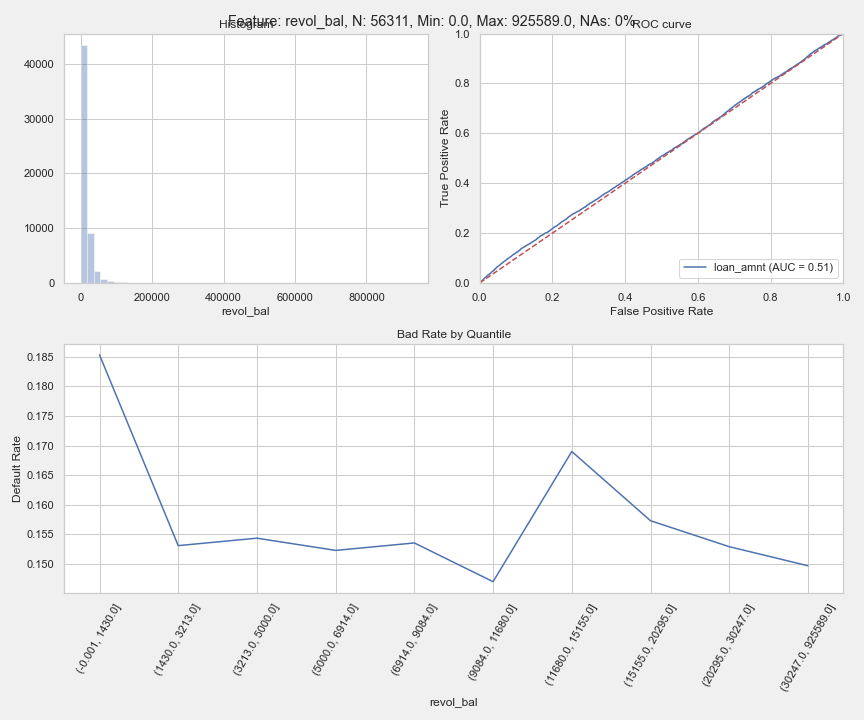 Feature: revol_bal, N: 56311, Min: 0.0, Max: 925589.0, NAs: 0%
Histogram
40000
30000
20000
10000
0
0 200000 400000 600000 800000
revol_bal
ROC curve
True Positive Rate
1.0
0.8
0.6
0.4
0.2
0.0
loan_amnt (AUC = 0.51)
0.0 0.2 0.4 0.6 0.8 1.0
False Positive Rate
Bad Rate by Quantile
Default Rate
0.185
0.180
0.175
0.170
0.165
0.160
0.155
0.150
(-0.001, 1430.0]
(1430.0, 3213.0]
(3213.0, 5000.0]
(5000.0, 6914.0]
(6914.0, 9084.0]
(9084.0, 11680.0]
(11680.0, 15155.0]
(15155.0, 20295.0]
(20295.0, 30247.0]
(30247.0, 925589.0]
revol_bal